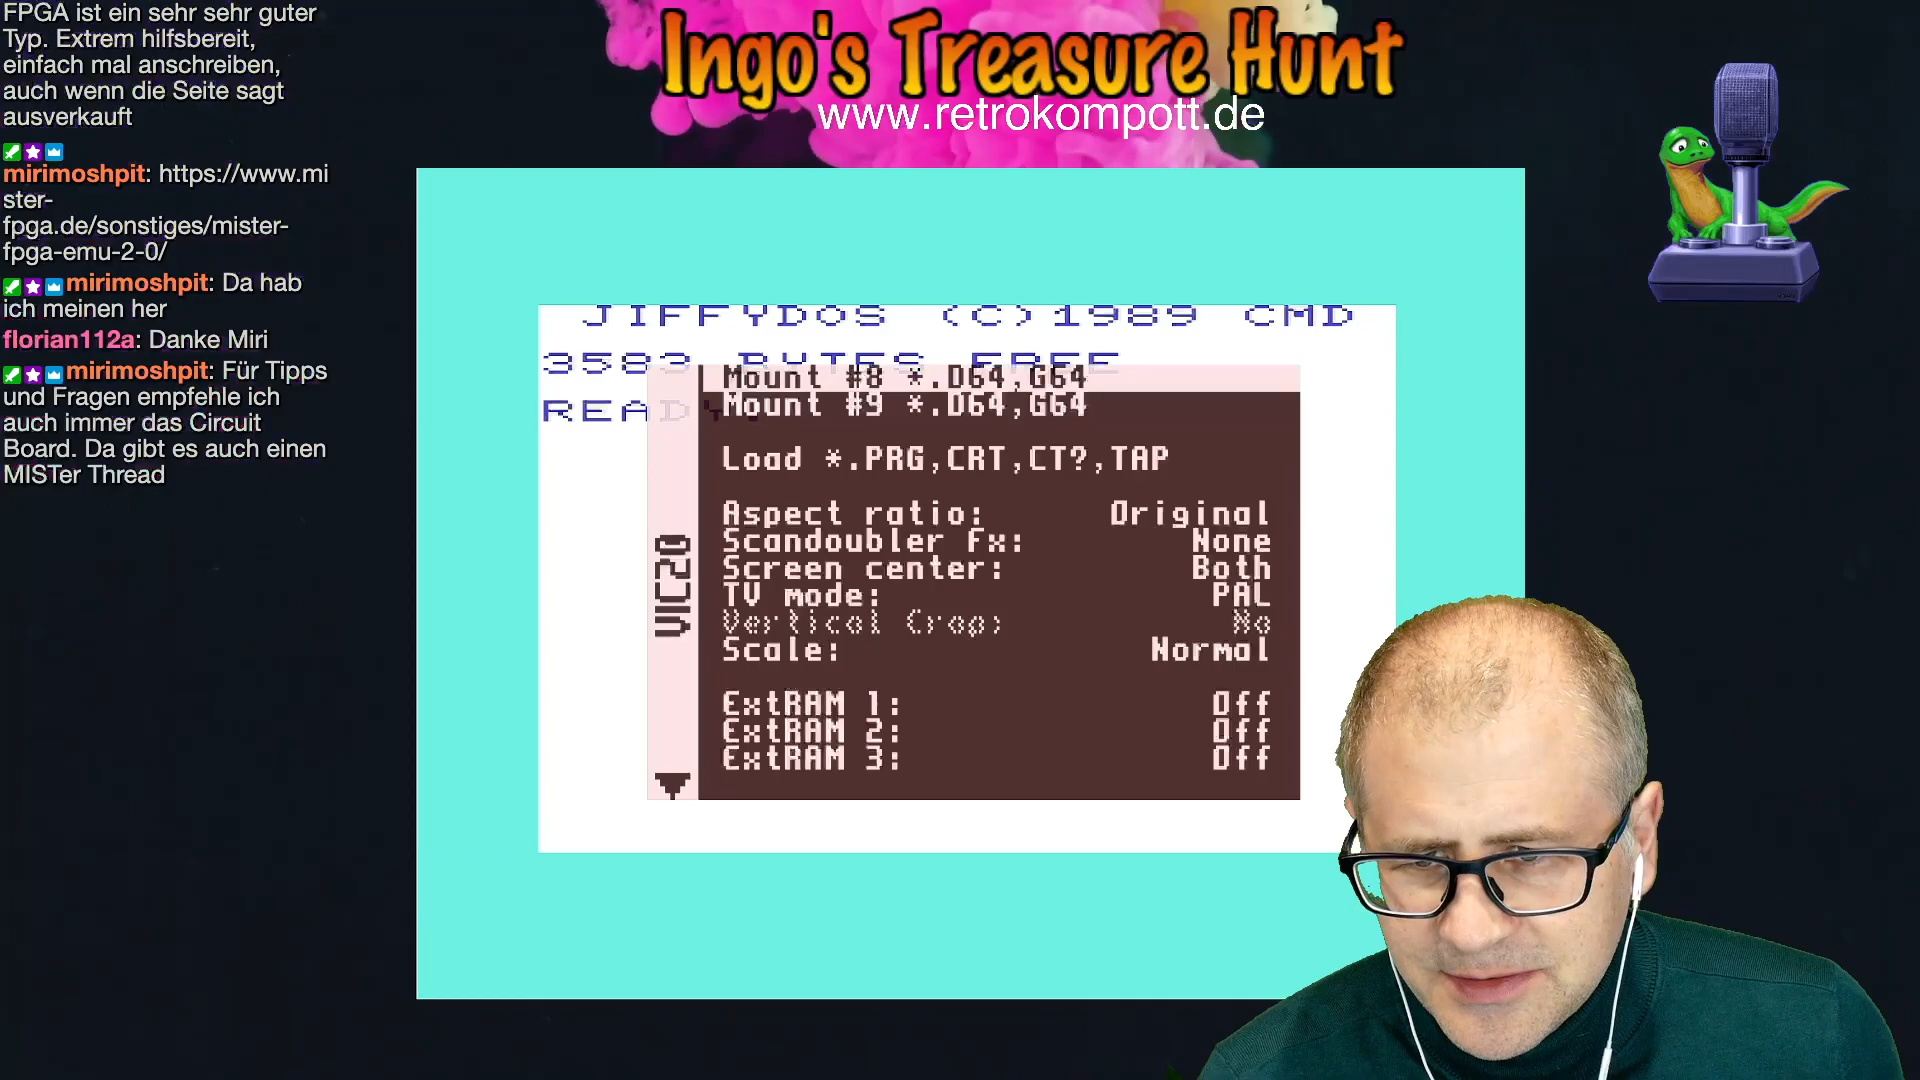 FPGA ist ein sehr sehr guter
Typ. Extrem hilfsbereit,
einfach mal anschreiben,
auch wenn die Seite sagt
ausverkauft
mirimoshpit: https://www.mi
ster-
fpga.de/sonstiges/mister-
fpga-emu-2-0/
mirimoshpit: Da hab
ich meinen her
florian112a: Danke Miri
mirimoshpit: Für Tipps
und Fragen empfehle ich
auch immer das Circuit
Board. Da gibt es auch einen
MISTer Thread
Ingo's Treasure Hunt
www.retrokompott.de
JIFFYDOS (C)1989 CMD
3583 BYTES FREE
READY
VIC20
Mount #8 *.D64,G64
Mount #9 *.D64,G64
Load *.PRG,CRT,CT?,TAP
Aspect ratio: Original
Scandoubler Fx: None
Screen center: Both
TV mode: PAL
Vertical Crop: No
Scale: Normal
ExtRAM 1: Off
ExtRAM 2: Off
ExtRAM 3: Off